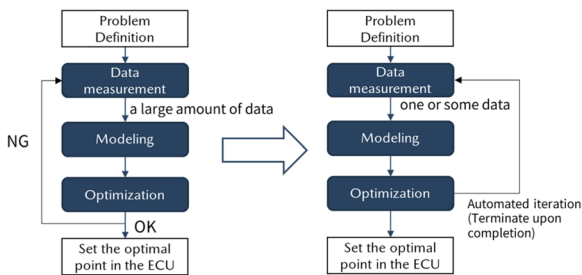 Problem
Definition
Data
measurement
a large amount of data
NG
Modeling
Optimization
OK
Set the optimal
point in the ECU
Problem
Definition
Data
measurement
one or some data
Modeling
Optimization
Automated iteration
(Terminate upon
completion)
Set the optimal
point in the ECU